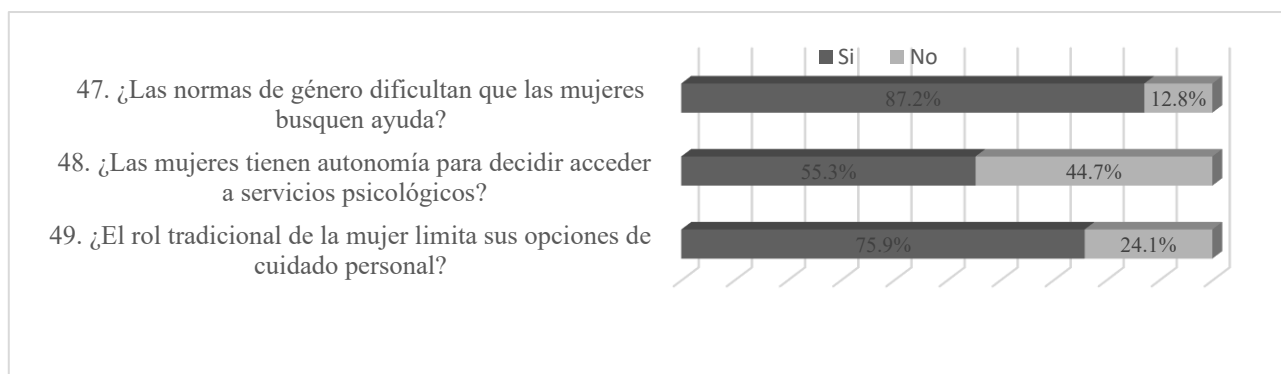 Si No
47. ¿Las normas de género dificultan que las mujeres
busquen ayuda?
87.2% 12.8%
48. ¿Las mujeres tienen autonomía para decidir acceder
a servicios psicológicos?
55.3% 44.7%
49. ¿El rol tradicional de la mujer limita sus opciones de
cuidado personal?
75.9% 24.1%